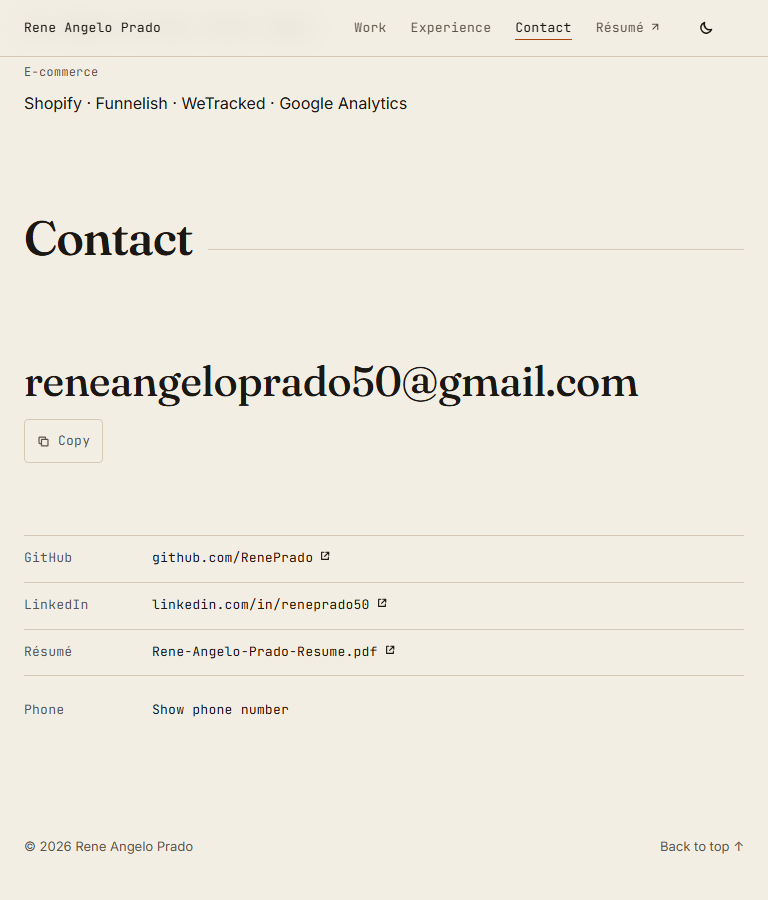 Rene Angelo Prado Work Experience Contact Résumé ↗
E-commerce
Shopify · Funnelish · WeTracked · Google Analytics
Contact
reneangeloprado50@gmail.com
Copy
GitHub github.com/RenePrado
LinkedIn linkedin.com/in/reneprado50
Résumé Rene-Angelo-Prado-Resume.pdf
Phone Show phone number
© 2026 Rene Angelo Prado Back to top ↑